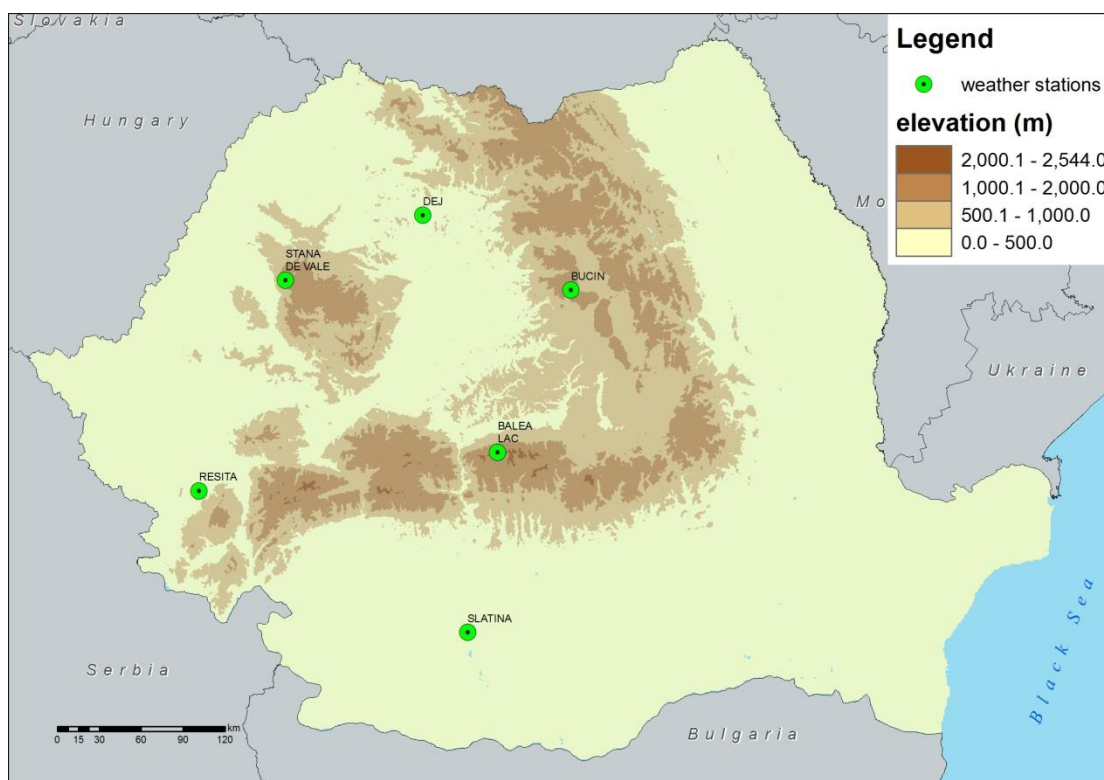 Slovakia
Hungary
Legend
weather stations
elevation (m)
2,000.1 - 2,544.0
1,000.1 - 2,000.0
500.1 - 1,000.0
0.0 - 500.0
Mo
DEJ
STANA
DE VALE
BUCIN
Ukraine
BALEA
LAC
RESITA
SLATINA
Black Sea
Serbia
Bulgaria
km
0 15 30 60 90 120